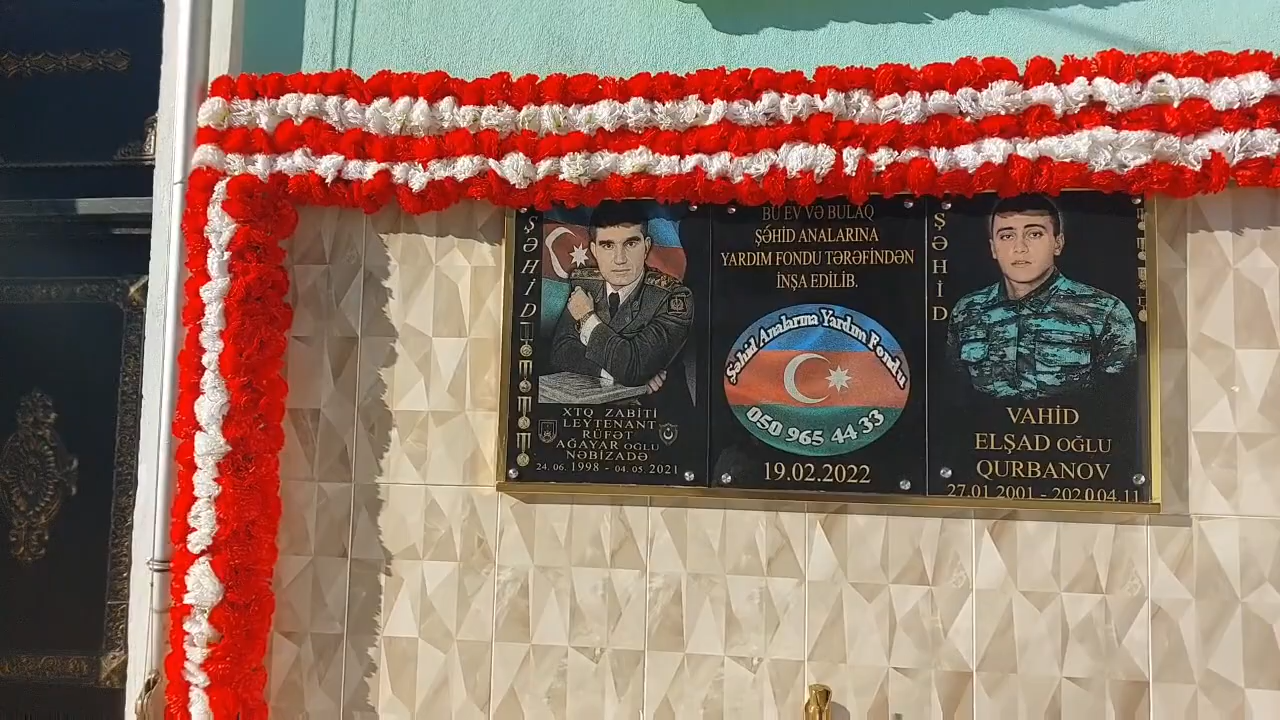 ŞƏHİD
XTQ ZABİTİ
LEYTENANT
RÜFƏT
AĞAYAR OĞLU
NƏBİZADƏ
24.06.1998 - 04.05.2021
BU EV VƏ BULAQ
ŞƏHİD ANALARINA
YARDIM FONDU TƏRƏFİNDƏN
İNŞA EDİLİB.
Şəhid Analarına Yardım Fondu
050 965 44 33
19.02.2022
ŞƏHİD
VAHİD
ELŞAD OĞLU
QURBANOV
27.01.2001 - 2020.04.11